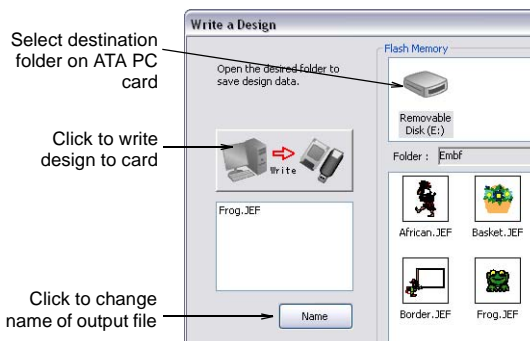 Write a Design
Select destination
folder on ATA PC
card
Flash Memory
Open the desired folder to
save design data.
Removable
Disk (E:)
Click to write
design to card
Write
Folder : Embf
Frog.JEF
African.JEF Basket.JEF
Click to change
name of output file
Name
Border.JEF Frog.JEF